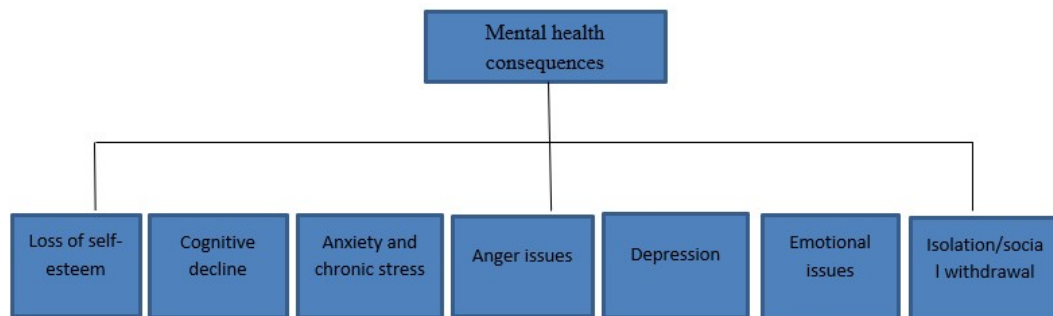 Mental health
consequences
Loss of self-
esteem
Cognitive
decline
Anxiety and
chronic stress
Anger issues
Depression
Emotional
issues
Isolation/socia
l withdrawal